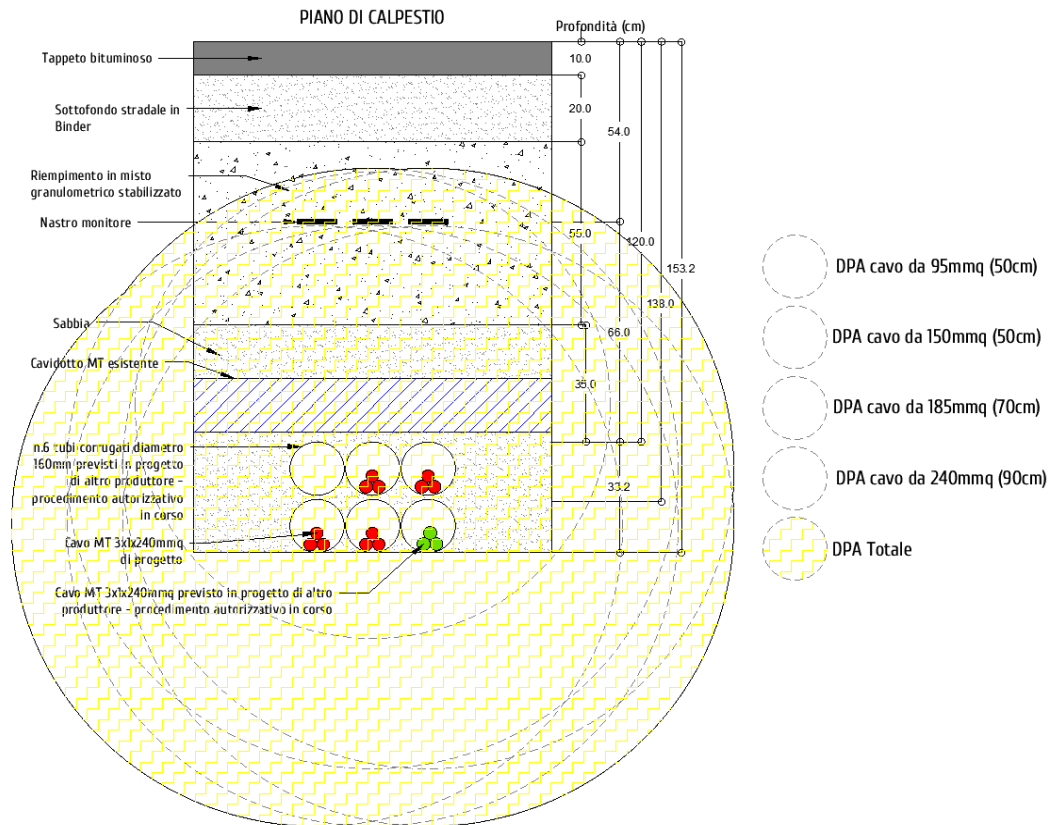 PIANO DI CALPESTIO
Profondità (cm)
Tappeto bituminoso
10.0
Sottofondo stradale in
Binder
20.0
54.0
Riempimento in misto
granulometrico stabilizzato
Nastro monitore
55.0
120.0
153.2
138.0
Sabbia
66.0
Cavidotto MT esistente
35.0
n.6 tubi corrugati diametro
160mm previsti in progetto
di altro produttore -
procedimento autorizzativo
in corso
33.2
Cavo MT 3x1x240mmq
di progetto
Cavo MT 3x1x240mmq previsto in progetto di altro
produttore - procedimento autorizzativo in corso
DPA cavo da 95mmq (50cm)
DPA cavo da 150mmq (50cm)
DPA cavo da 185mmq (70cm)
DPA cavo da 240mmq (90cm)
DPA Totale